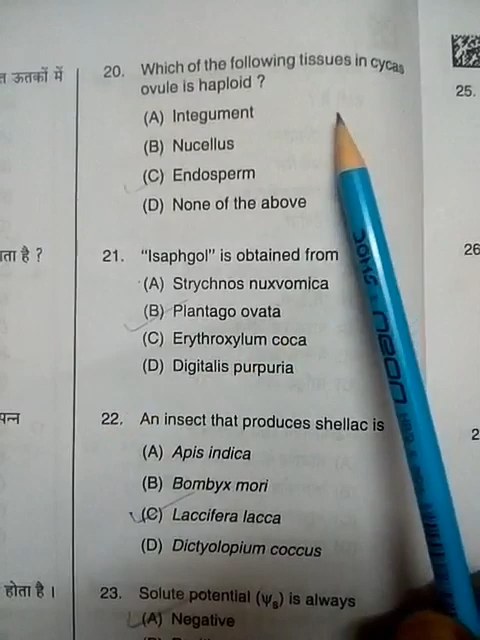 त ऊतकों में
ता है ?
पन्न
होता है ।
20. Which of the following tissues in cycas
ovule is haploid ?
(A) Integument
(B) Nucellus
(C) Endosperm
(D) None of the above
21. “Isaphgol” is obtained from
(A) Strychnos nuxvomica
(B) Plantago ovata
(C) Erythroxylum coca
(D) Digitalis purpuria
22. An insect that produces shellac is
(A) Apis indica
(B) Bombyx mori
(C) Laccifera lacca
(D) Dictyolopium coccus
23. Solute potential (ψs) is always
(A) Negative
25.
26
2
DOMS
neon